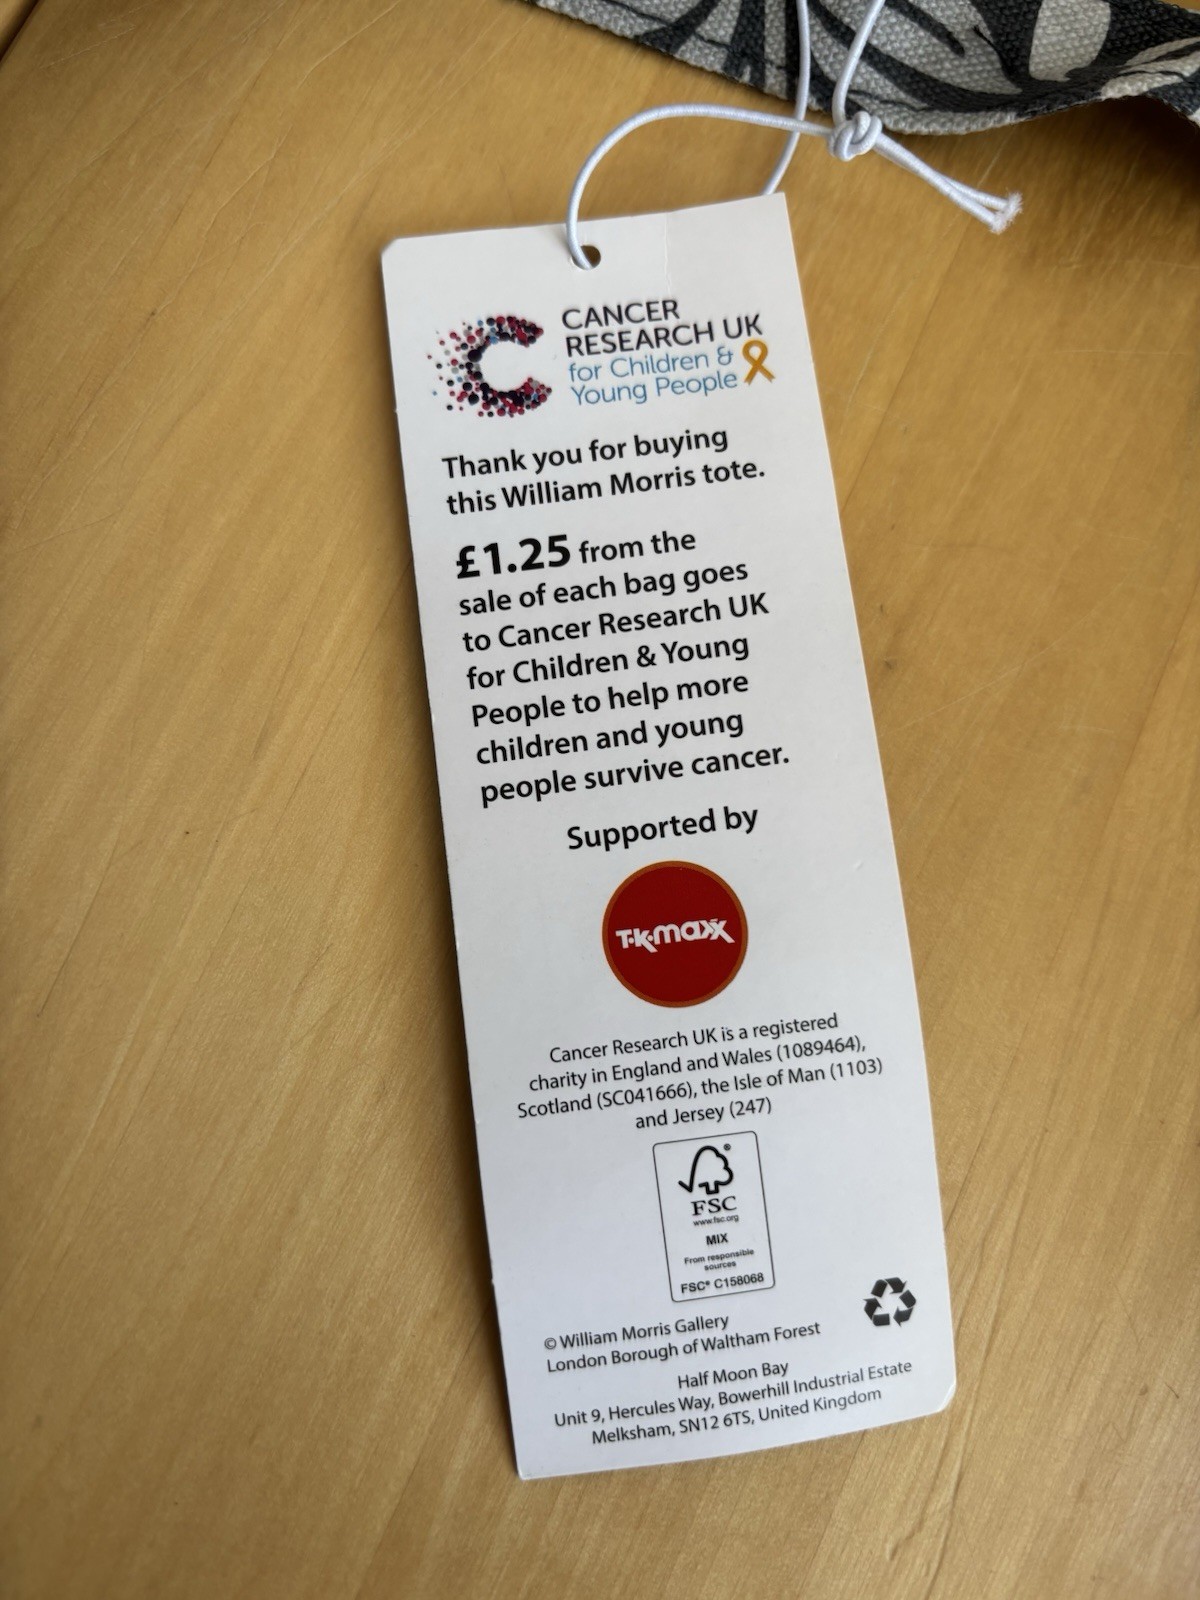 CANCER
RESEARCH UK
for Children &
Young People
Thank you for buying
this William Morris tote.
£1.25 from the
sale of each bag goes
to Cancer Research UK
for Children & Young
People to help more
children and young
people survive cancer.
Supported by
T·K·maxx
Cancer Research UK is a registered
charity in England and Wales (1089464),
Scotland (SC041666), the Isle of Man (1103)
and Jersey (247)
®
FSC
www.fsc.org
MIX
From responsible
sources
FSC® C158068
© William Morris Gallery
London Borough of Waltham Forest
Half Moon Bay
Unit 9, Hercules Way, Bowerhill Industrial Estate
Melksham, SN12 6TS, United Kingdom